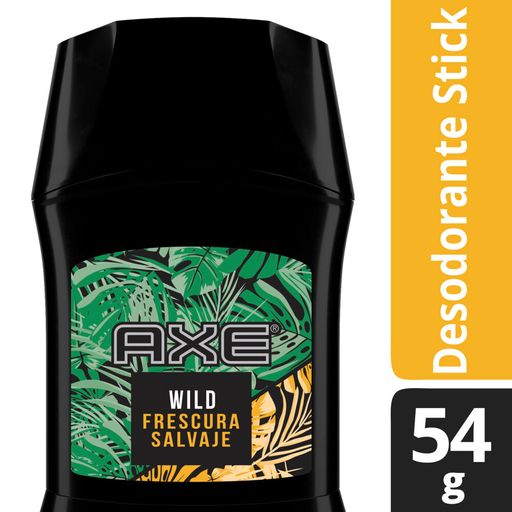 AXE®
WILD
FRESCURA
SALVAJE
Desodorante Stick
54
g